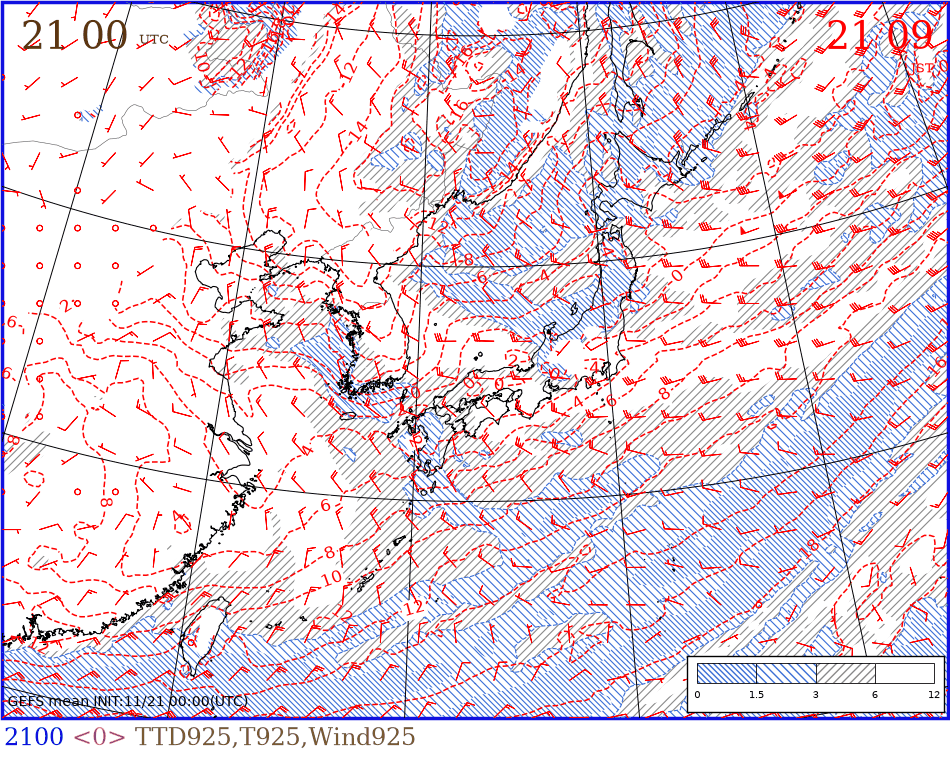 21 00 UTC
21 09
JST
GEFS mean INIT:11/21 00:00(UTC)
0 1.5 3 6 12
2100 <0> TTD925,T925,Wind925